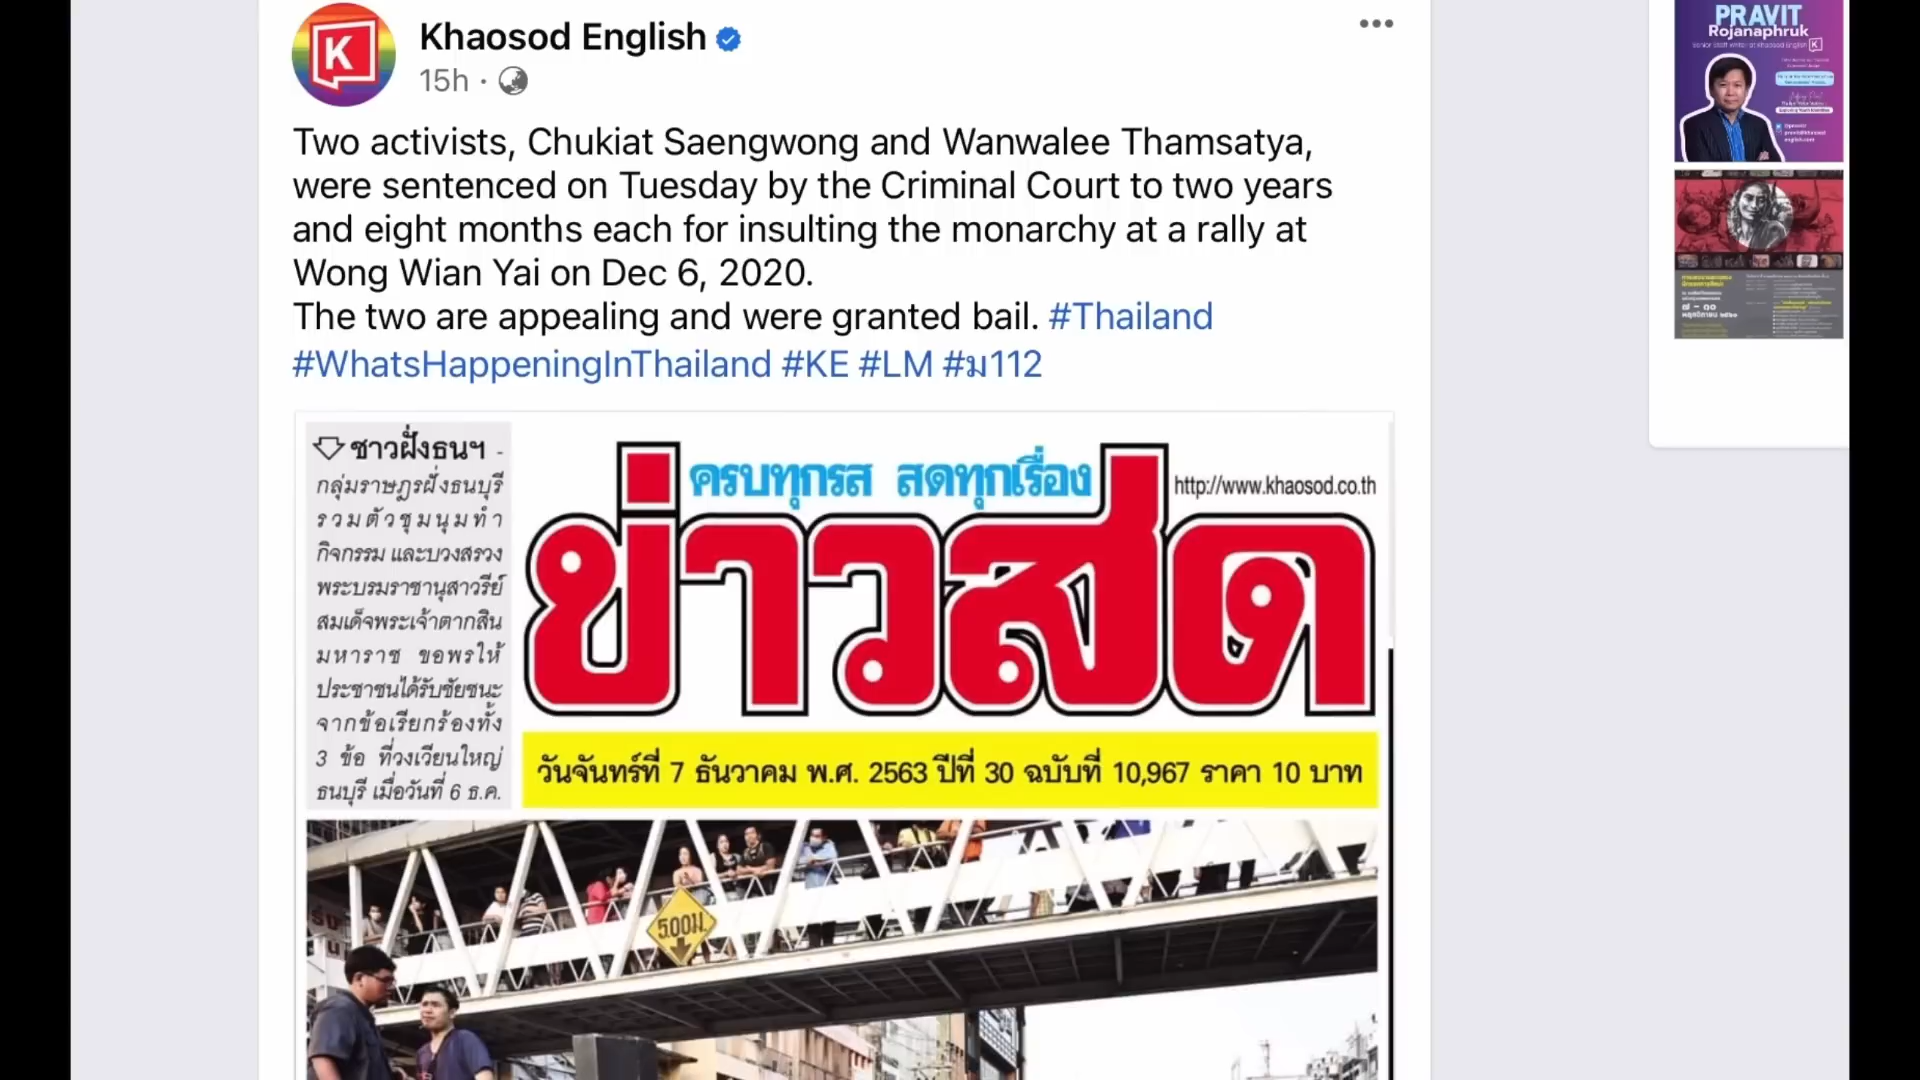 Khaosod English
15h ·
Two activists, Chukiat Saengwong and Wanwalee Thamsatya,
were sentenced on Tuesday by the Criminal Court to two years
and eight months each for insulting the monarchy at a rally at
Wong Wian Yai on Dec 6, 2020.
The two are appealing and were granted bail. #Thailand
#WhatsHappeningInThailand #KE #LM #ม112
ชาวฝั่งธนฯ -
กลุ่มราษฎรฝั่งธนบุรี
รวมตัวชุมนุมทำ
กิจกรรม และบวงสรวง
พระบรมราชานุสาวรีย์
สมเด็จพระเจ้าตากสิน
มหาราช ขอพรให้
ประชาชนได้รับชัยชนะ
จากข้อเรียกร้องทั้ง
3 ข้อ ที่วงเวียนใหญ่
ธนบุรี เมื่อวันที่ 6 ธ.ค.
ครบทุกรส สดทุกเรื่อง
http://www.khaosod.co.th
ข่าวสด
วันจันทร์ที่ 7 ธันวาคม พ.ศ. 2563 ปีที่ 30 ฉบับที่ 10,967 ราคา 10 บาท
5.00ม.
PRAVIT
Rojanaphruk
Senior Staff Writer at Khaosod English